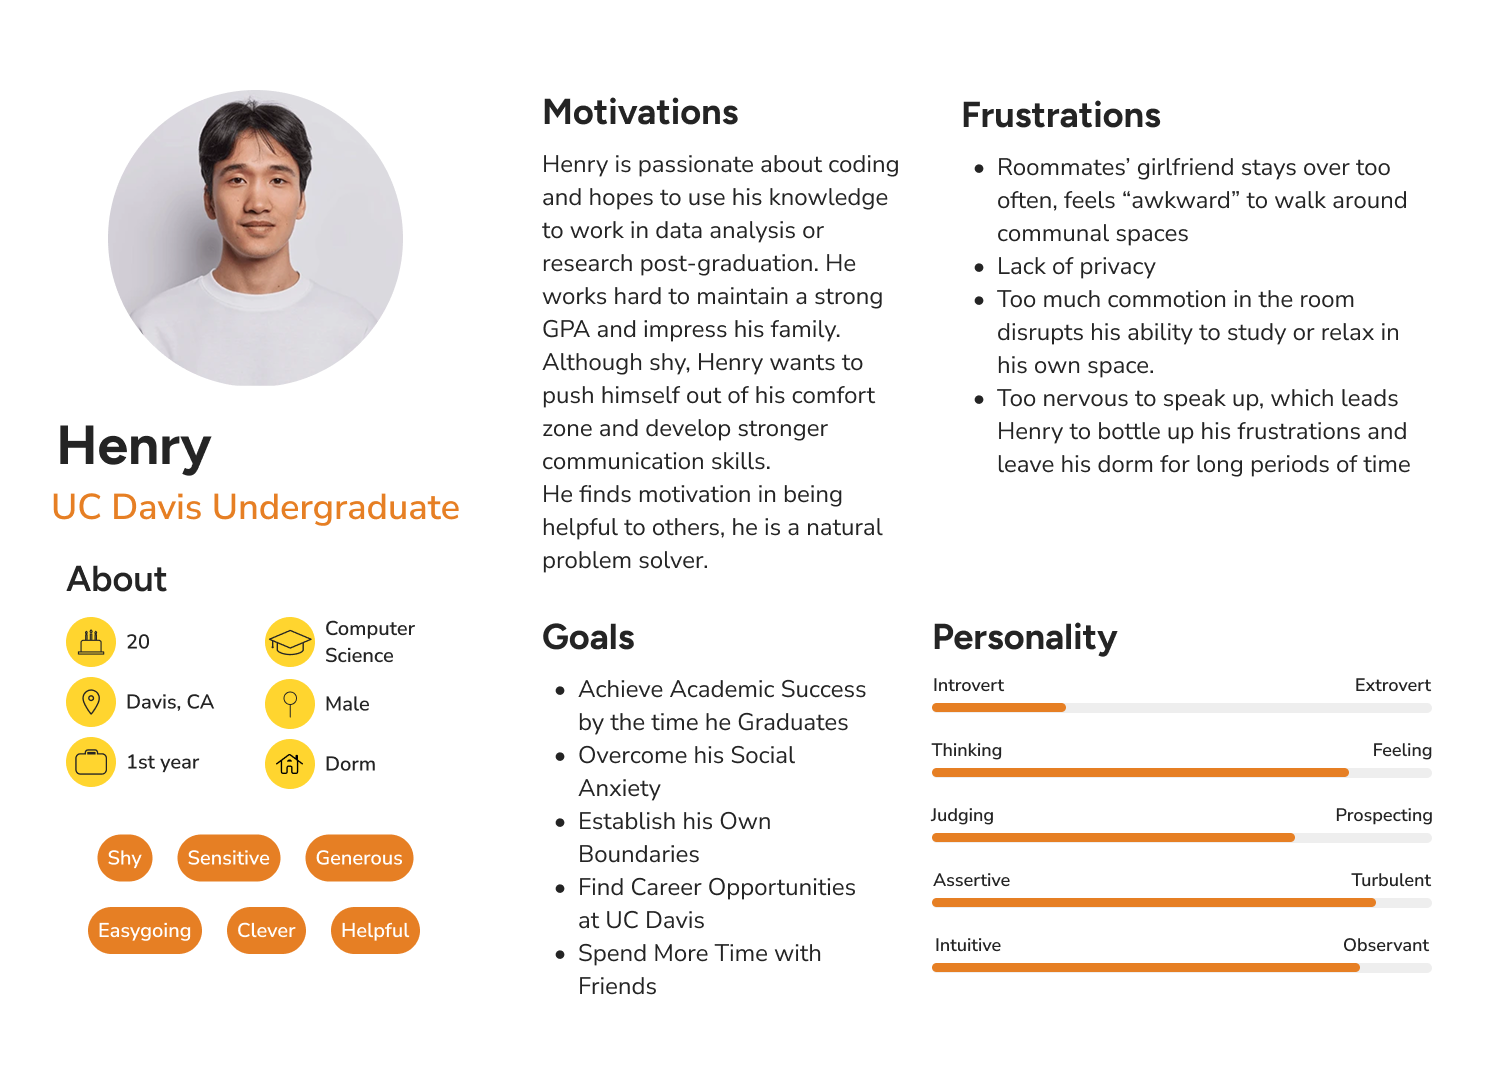 Henry
UC Davis Undergraduate
About
20
Computer
Science
Davis, CA
Male
1st year
Dorm
Shy
Sensitive
Generous
Easygoing
Clever
Helpful
Motivations
Henry is passionate about coding
and hopes to use his knowledge
to work in data analysis or
research post-graduation. He
works hard to maintain a strong
GPA and impress his family.
Although shy, Henry wants to
push himself out of his comfort
zone and develop stronger
communication skills.
He finds motivation in being
helpful to others, he is a natural
problem solver.
Goals
• Achieve Academic Success
by the time he Graduates
• Overcome his Social
Anxiety
• Establish his Own
Boundaries
• Find Career Opportunities
at UC Davis
• Spend More Time with
Friends
Frustrations
• Roommates’ girlfriend stays over too
often, feels “awkward” to walk around
communal spaces
• Lack of privacy
• Too much commotion in the room
disrupts his ability to study or relax in
his own space.
• Too nervous to speak up, which leads
Henry to bottle up his frustrations and
leave his dorm for long periods of time
Personality
Introvert Extrovert
Thinking Feeling
Judging Prospecting
Assertive Turbulent
Intuitive Observant